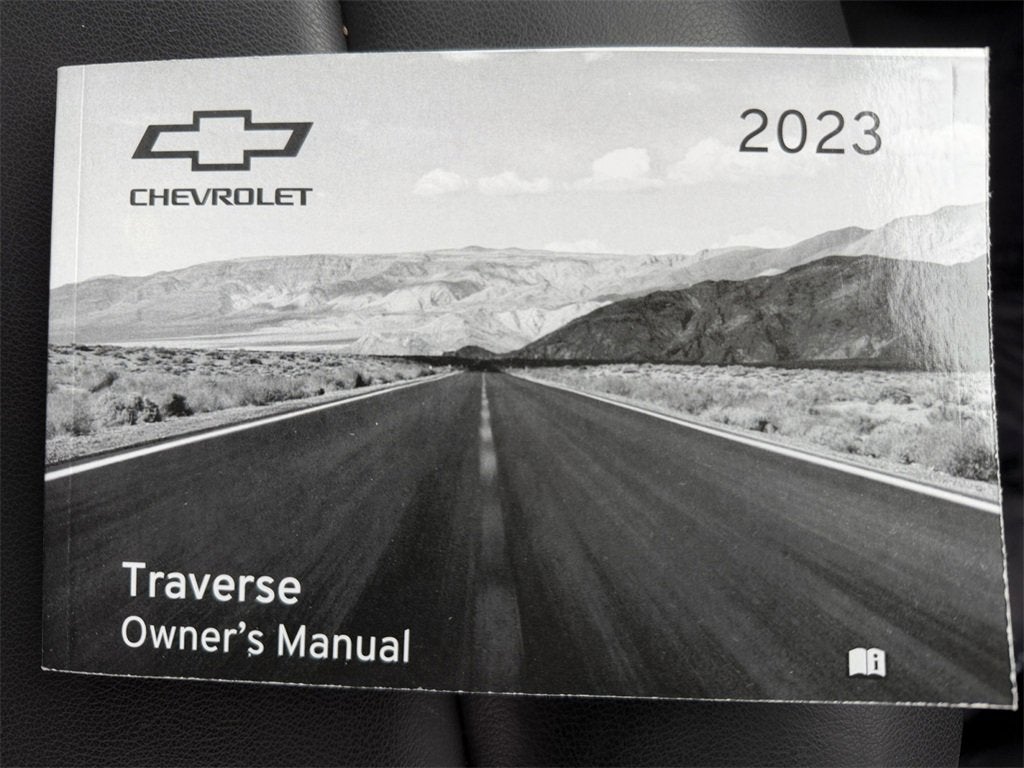 2023
CHEVROLET
Traverse
Owner's Manual
i